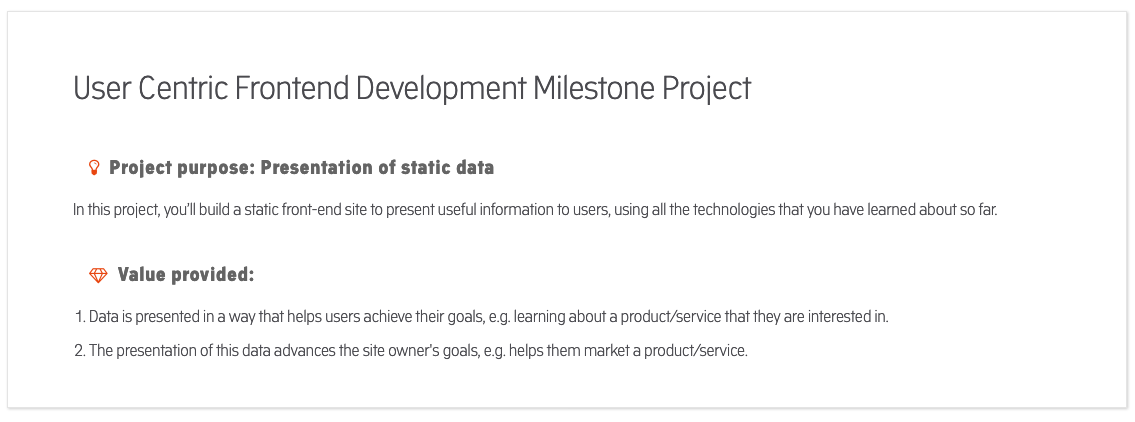 User Centric Frontend Development Milestone Project
Project purpose: Presentation of static data
In this project, you’ll build a static front-end site to present useful information to users, using all the technologies that you have learned about so far.
Value provided:
1. Data is presented in a way that helps users achieve their goals, e.g. learning about a product/service that they are interested in.
2. The presentation of this data advances the site owner's goals, e.g. helps them market a product/service.